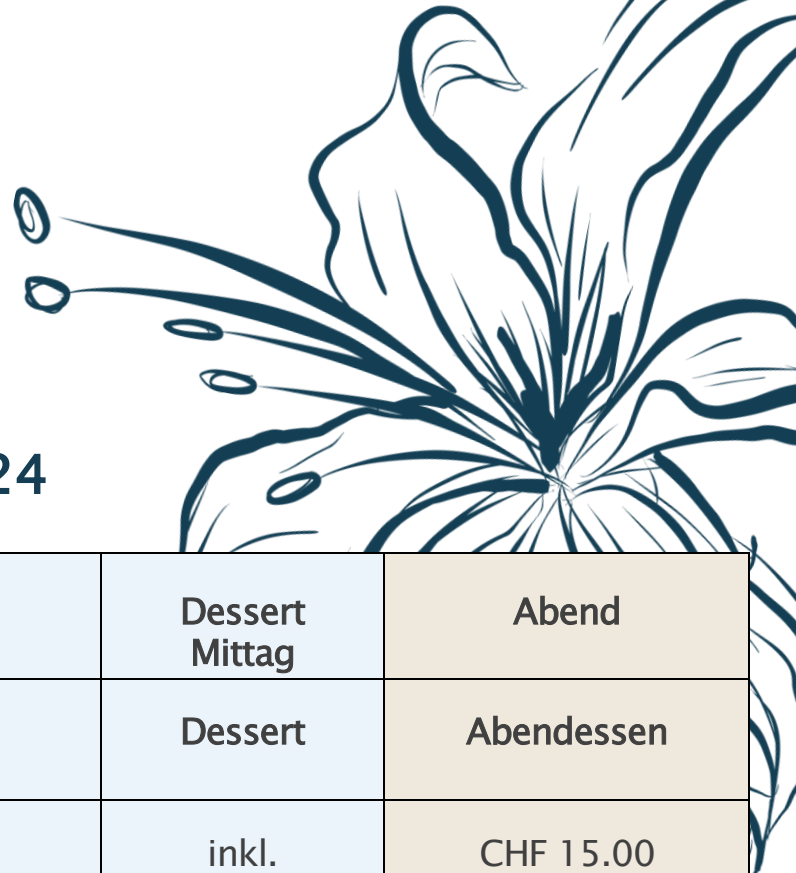 24
Dessert Abend
Mittag
Dessert Abendessen
inkl. CHF 15.00